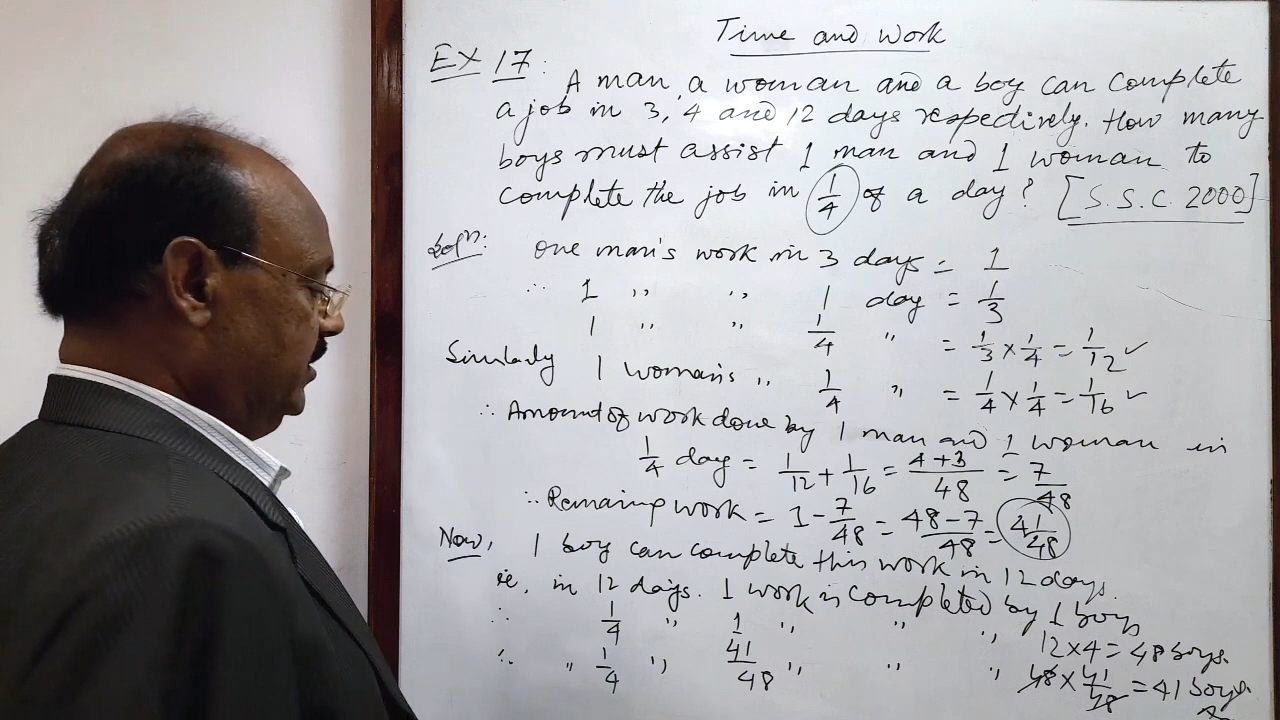 Time and Work
EX 17: A man, a woman and a boy can complete
a job in 3, 4 and 12 days respectively. How many
boys must assist 1 man and 1 woman to
complete the job in 1/4 of a day? [S.S.C. 2000]
Solⁿ: One man's work in 3 days = 1
∴ 1 " " 1 day = 1/3
1 " " 1/4 " = 1/3 × 1/4 = 1/12 ✓
Similarly 1 woman's " 1/4 " = 1/4 × 1/4 = 1/16 ✓
∴ Amount of work done by 1 man and 1 woman in
1/4 day = 1/12 + 1/16 = 4+3/48 = 7/48
∴ Remaining work = 1 - 7/48 = 48-7/48 = 41/48
Now, 1 boy can complete this work in 12 days.
ie, in 12 days. 1 work is completed by 1 boy
∴ 1/4 " 1 " " " 12×4 = 48 boys.
∴ " 1/4 " 41/48 " " " 48 × 41/48 = 41 boys.